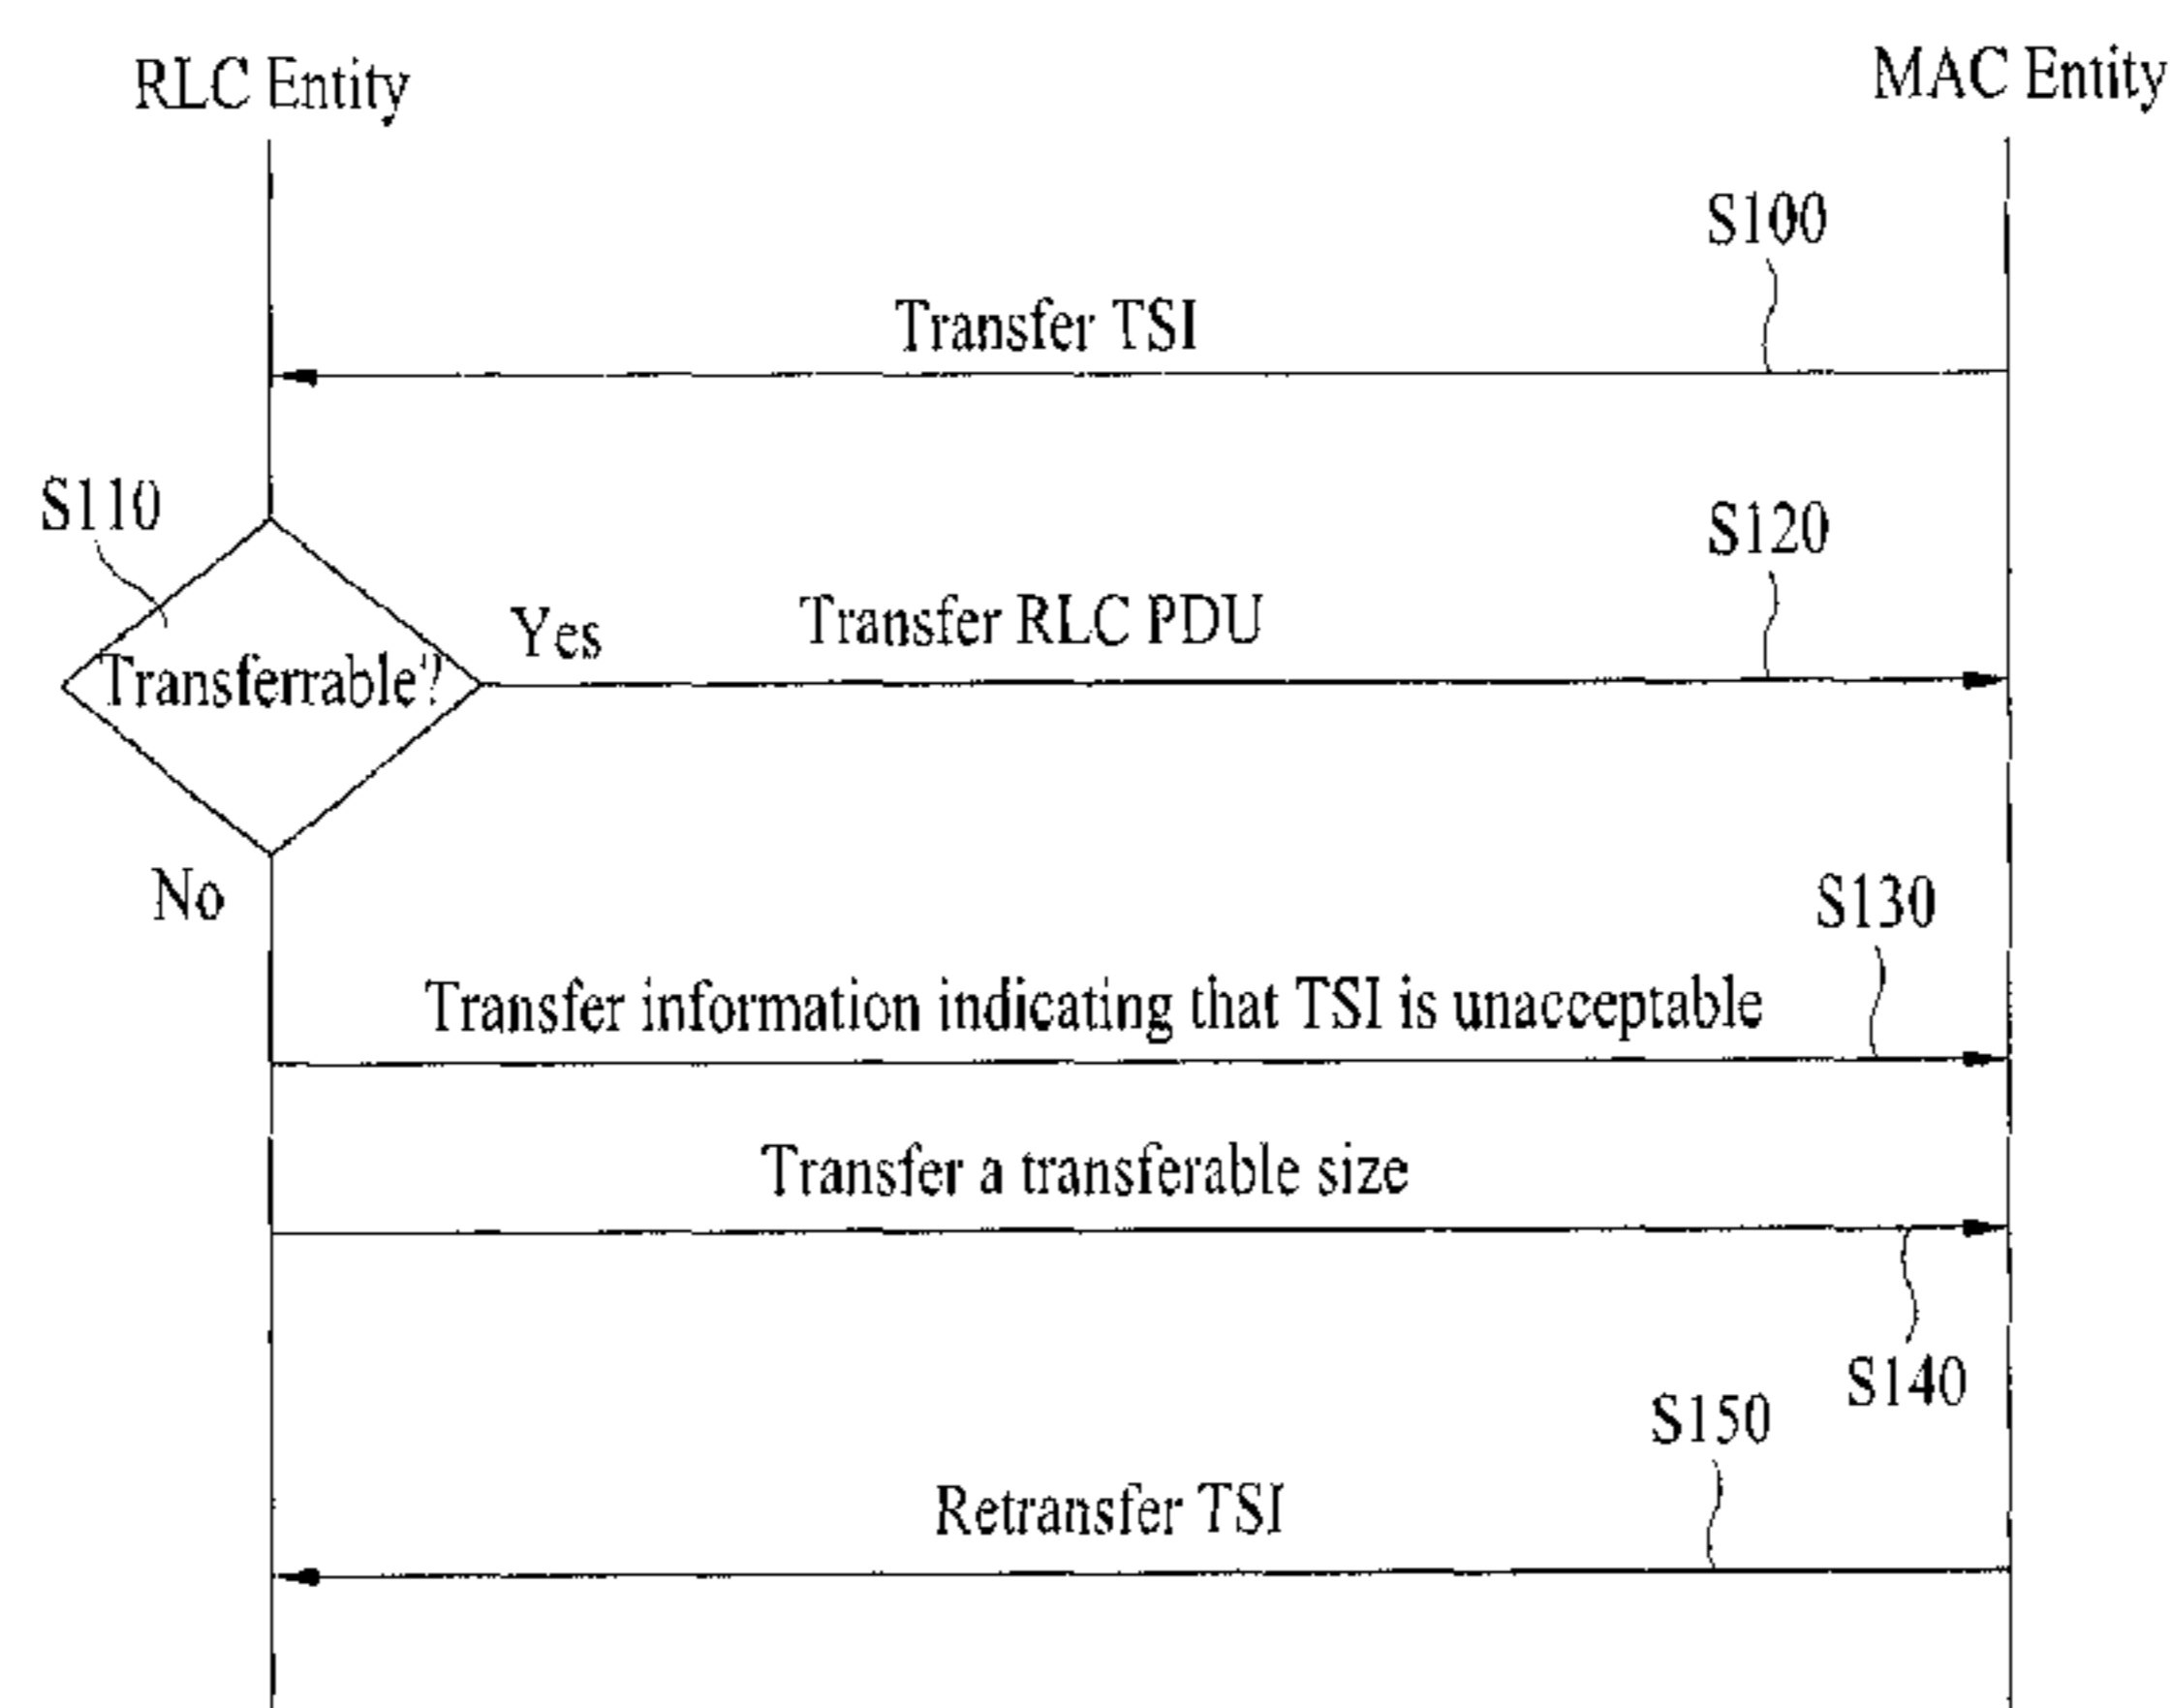 RLC Entity
MAC Entity
S100
Transfer TSI
S110
S120
Yes
Transfer RLC PDU
Transferrable?
No
S130
Transfer information indicating that TSI is unacceptable
Transfer a transferable size
S140
S150
Retransfer TSI